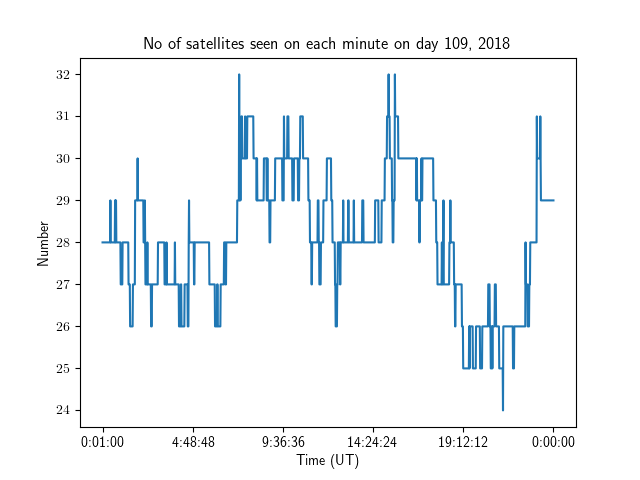 No of satellites seen on each minute on day 109, 2018
32
31
30
29
28
27
26
25
24
Number
0:01:00 4:48:48 9:36:36 14:24:24 19:12:12 0:00:00
Time (UT)